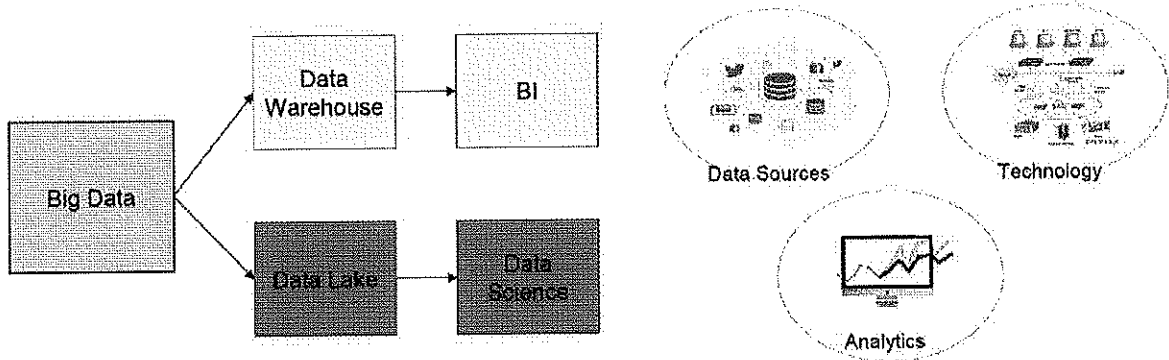 Data
Warehouse
BI
Big Data
Data Lake
Data
Science
Data Sources
Technology
Analytics